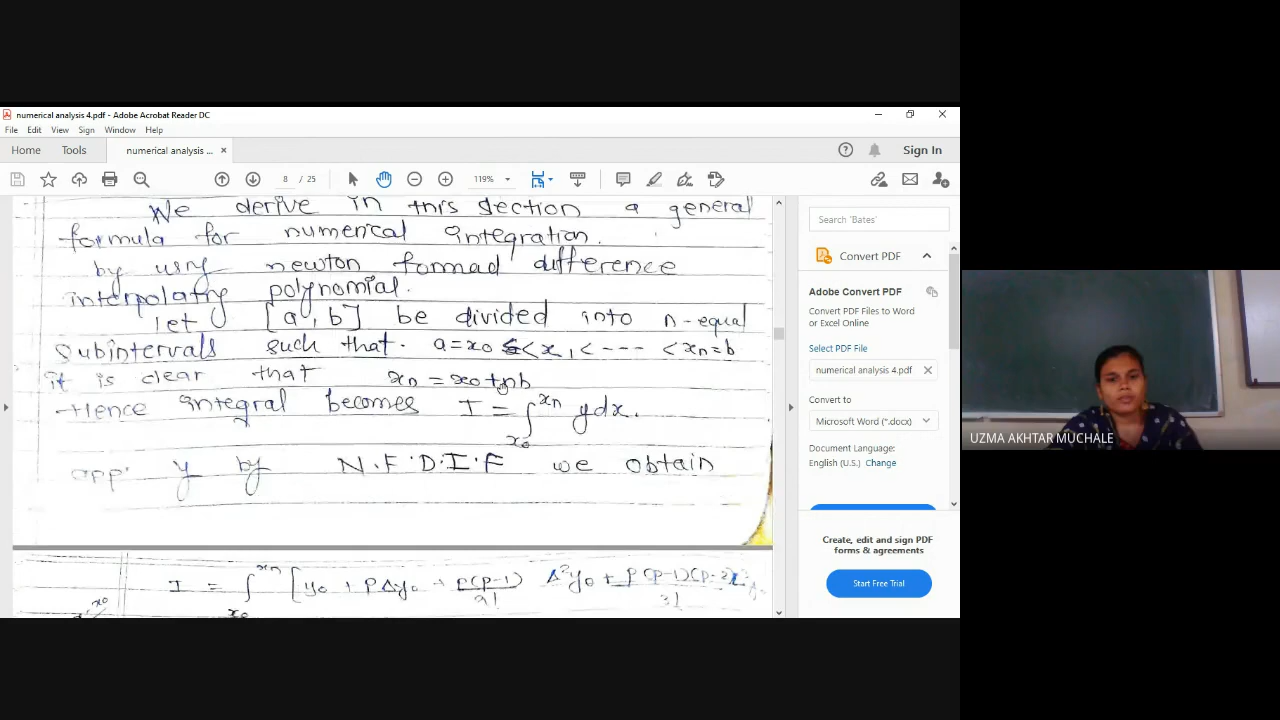 numerical analysis 4.pdf - Adobe Acrobat Reader DC
File Edit View Sign Window Help
Home Tools numerical analysis ... × Sign In
8 / 25 119%
We derive in this section a general
formula for numerical integration.
by using newton forward difference
interpolating polynomial.
let [a, b] be divided into n-equal
Subintervals such that. a=x0 <x1 <---- <xn=b
it is clear that xn = x0+nh
Hence integral becomes I = ∫x0^xn ydx.
app. y by N.F.D.I.F we obtain
I = ∫x0^xn [y0 + PΔy0 + P(P-1)/2! Δ²y0 + P(P-1)(P-2)/3!
Search 'Bates'
Convert PDF
Adobe Convert PDF
Convert PDF Files to Word
or Excel Online
Select PDF File
numerical analysis 4.pdf ×
Convert to
Microsoft Word (*.docx)
Document Language:
English (U.S.) Change
Create, edit and sign PDF
forms & agreements
Start Free Trial
UZMA AKHTAR MUCHALE